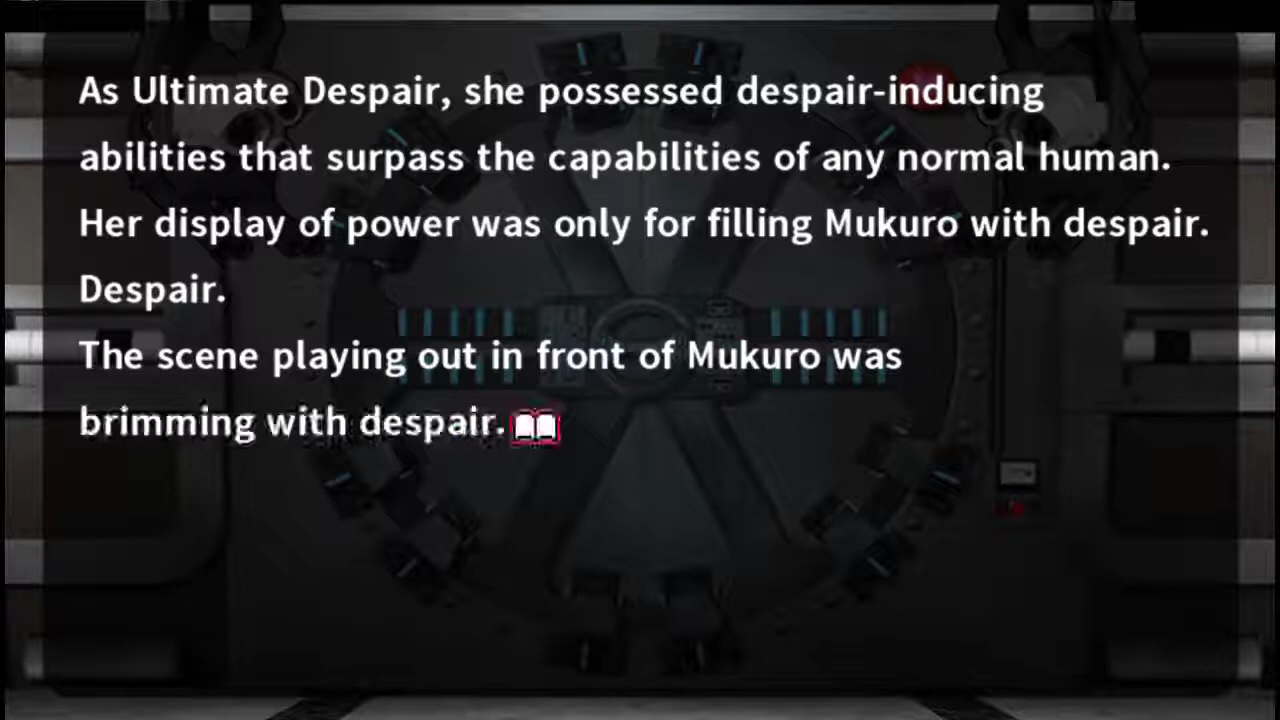 As Ultimate Despair, she possessed despair-inducing
abilities that surpass the capabilities of any normal human.
Her display of power was only for filling Mukuro with despair.
Despair.
The scene playing out in front of Mukuro was
brimming with despair.